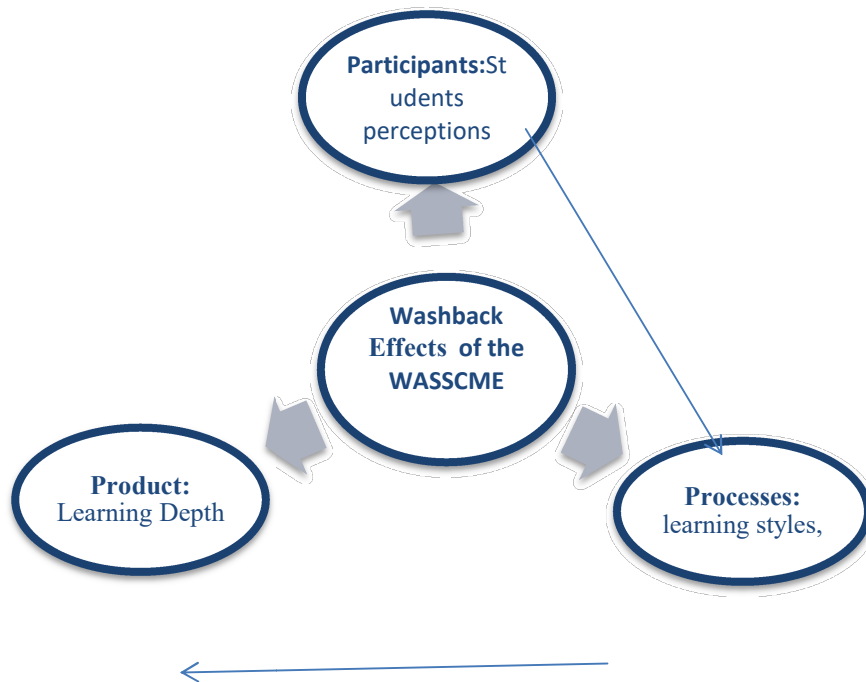 Participants:St
udents
perceptions
Washback
Effects of the
WASSCME
Product:
Learning Depth
Processes:
learning styles,